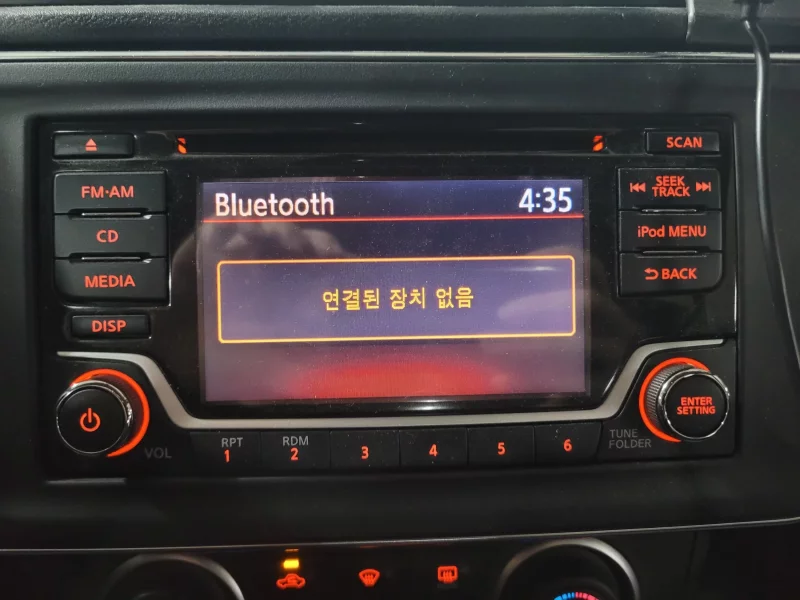 SCAN
FM·AM
SEEK
TRACK
CD
iPod MENU
MEDIA
BACK
DISP
Bluetooth 4:35
연결된 장치 없음
ENTER
SETTING
VOL
RPT
1
RDM
2
3
4
5
6
TUNE
FOLDER